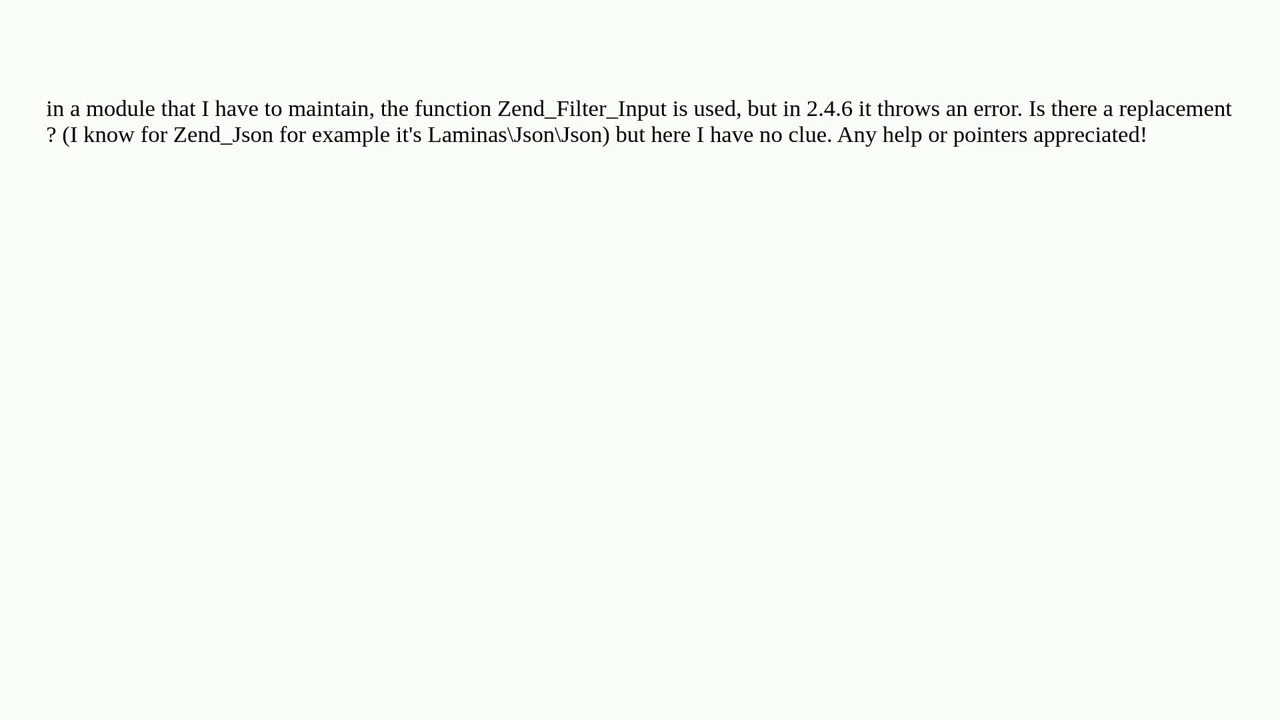 in a module that I have to maintain, the function Zend_Filter_Input is used, but in 2.4.6 it throws an error. Is there a replacement
? (I know for Zend_Json for example it's Laminas\Json\Json) but here I have no clue. Any help or pointers appreciated!